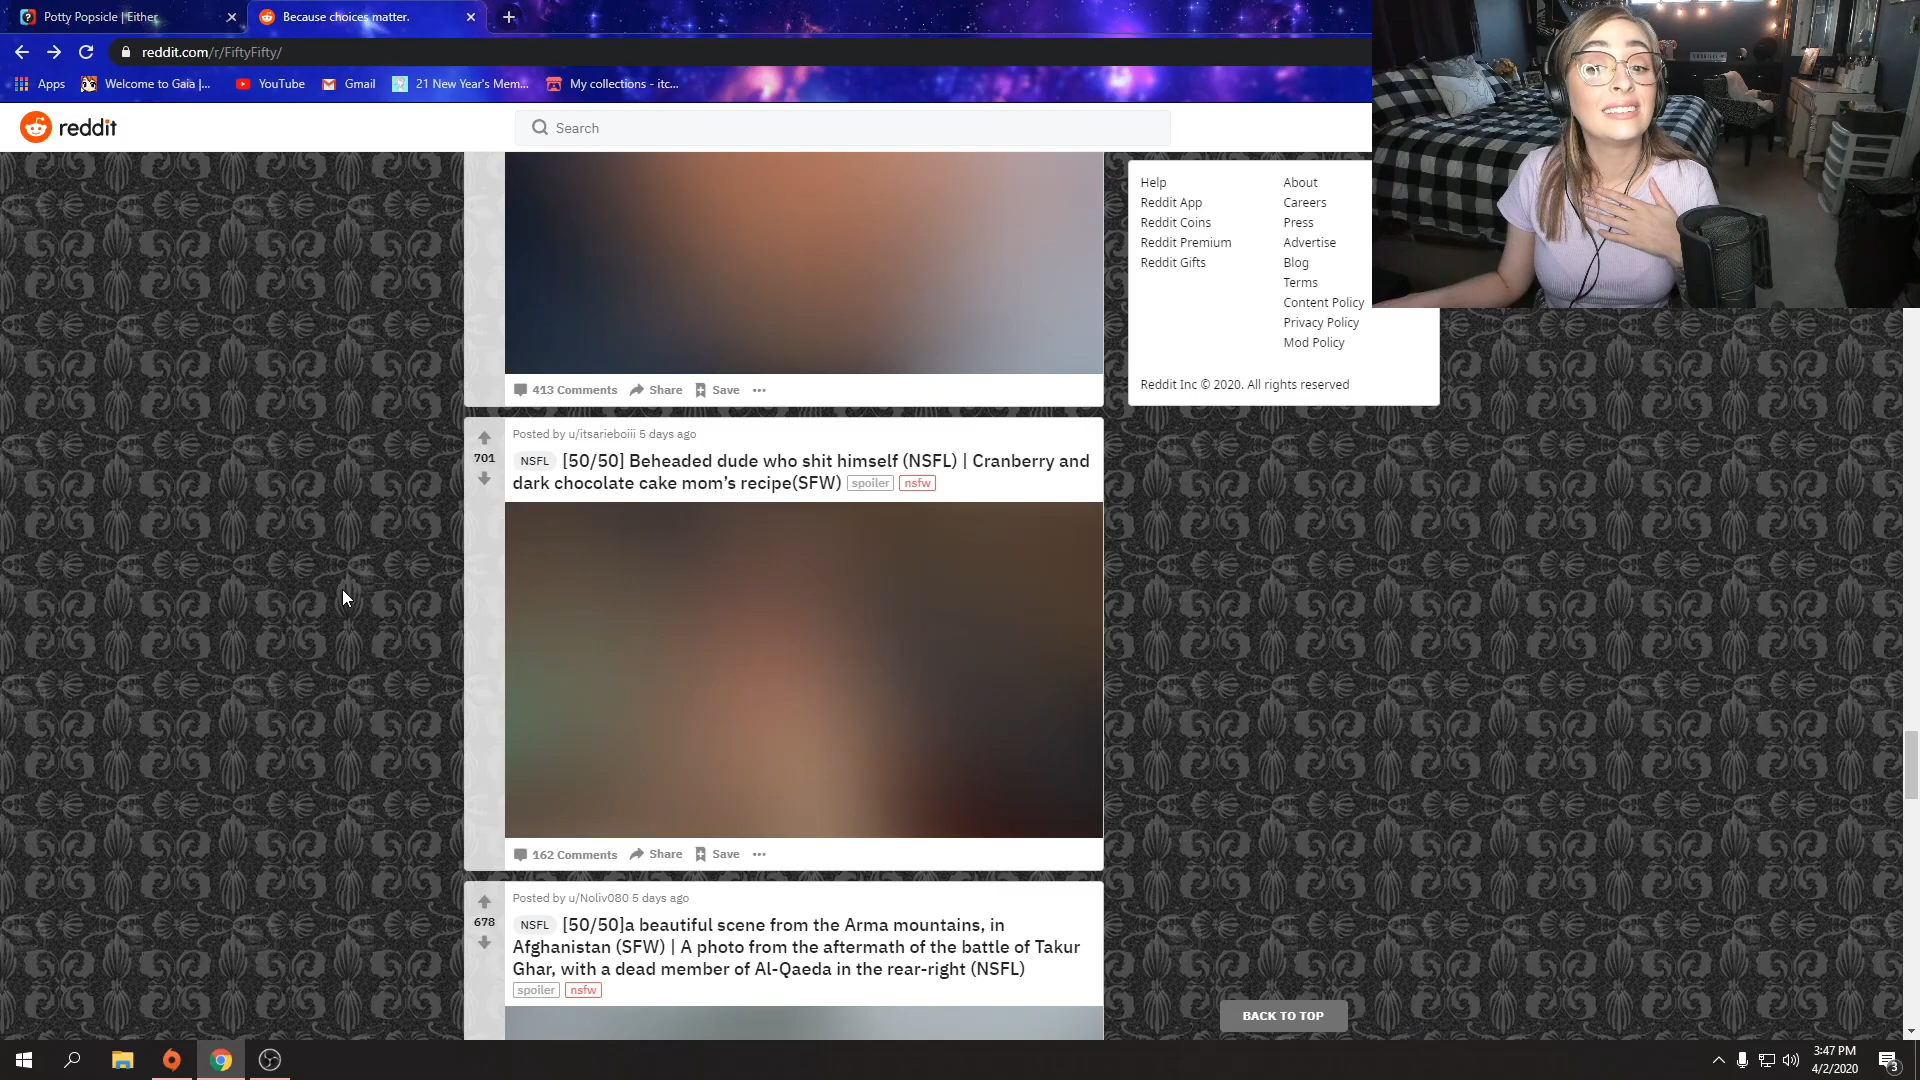 Potty Popsicle | Either
Because choices matter.
reddit.com/r/FiftyFifty/
Apps
Welcome to Gaia |...
YouTube
Gmail
21 New Year's Mem...
My collections - itc...
reddit
Search
Help
About
Reddit App
Careers
Reddit Coins
Press
Reddit Premium
Advertise
Reddit Gifts
Blog
Terms
Content Policy
Privacy Policy
Mod Policy
Reddit Inc © 2020. All rights reserved
413 Comments Share Save
Posted by u/itsarieboiii 5 days ago
701
NSFL [50/50] Beheaded dude who shit himself (NSFL) | Cranberry and
dark chocolate cake mom's recipe(SFW) spoiler nsfw
162 Comments Share Save
Posted by u/Noliv080 5 days ago
678
NSFL [50/50]a beautiful scene from the Arma mountains, in
Afghanistan (SFW) | A photo from the aftermath of the battle of Takur
Ghar, with a dead member of Al-Qaeda in the rear-right (NSFL)
spoiler nsfw
BACK TO TOP
3:47 PM
4/2/2020
3